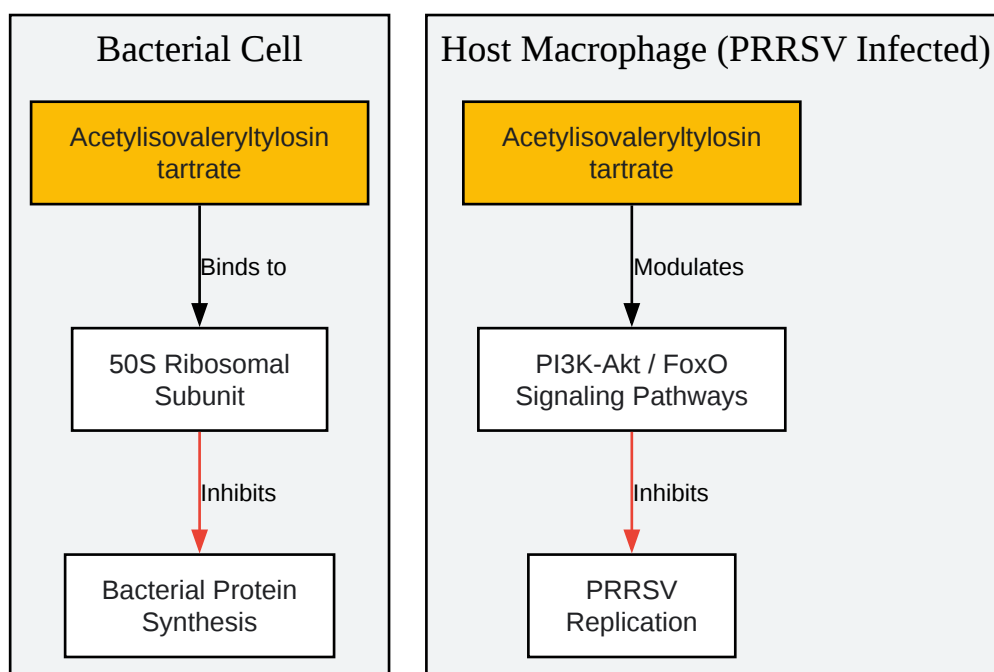 Bacterial Cell
Acetylisovaleryltylosin
tartrate
Binds to
50S Ribosomal
Subunit
Inhibits
Bacterial Protein
Synthesis
Host Macrophage (PRRSV Infected)
Acetylisovaleryltylosin
tartrate
Modulates
PI3K-Akt / FoxO
Signaling Pathways
Inhibits
PRRSV
Replication